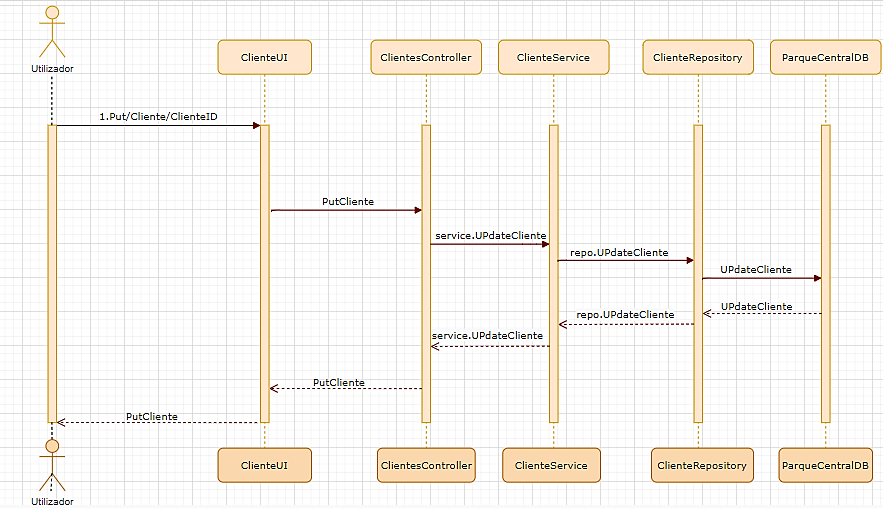 Utilizador
ClienteUI
ClientesController
ClienteService
ClienteRepository
ParqueCentralDB
1.Put/Cliente/ClienteID
PutCliente
service.UPdateCliente
repo.UPdateCliente
UPdateCliente
UPdateCliente
repo.UPdateCliente
service.UPdateCliente
PutCliente
PutCliente
ClienteUI
ClientesController
ClienteService
ClienteRepository
ParqueCentralDB
Utilizador